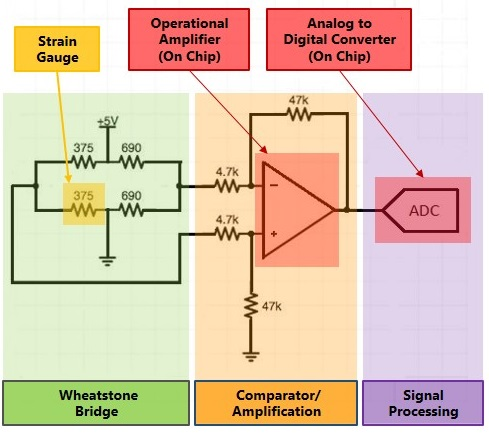 Strain
Gauge
Operational
Amplifier
(On Chip)
Analog to
Digital Converter
(On Chip)
+5V
375
690
375
690
4.7k
4.7k
47k
47k
-
+
ADC
Wheatstone
Bridge
Comparator/
Amplification
Signal
Processing